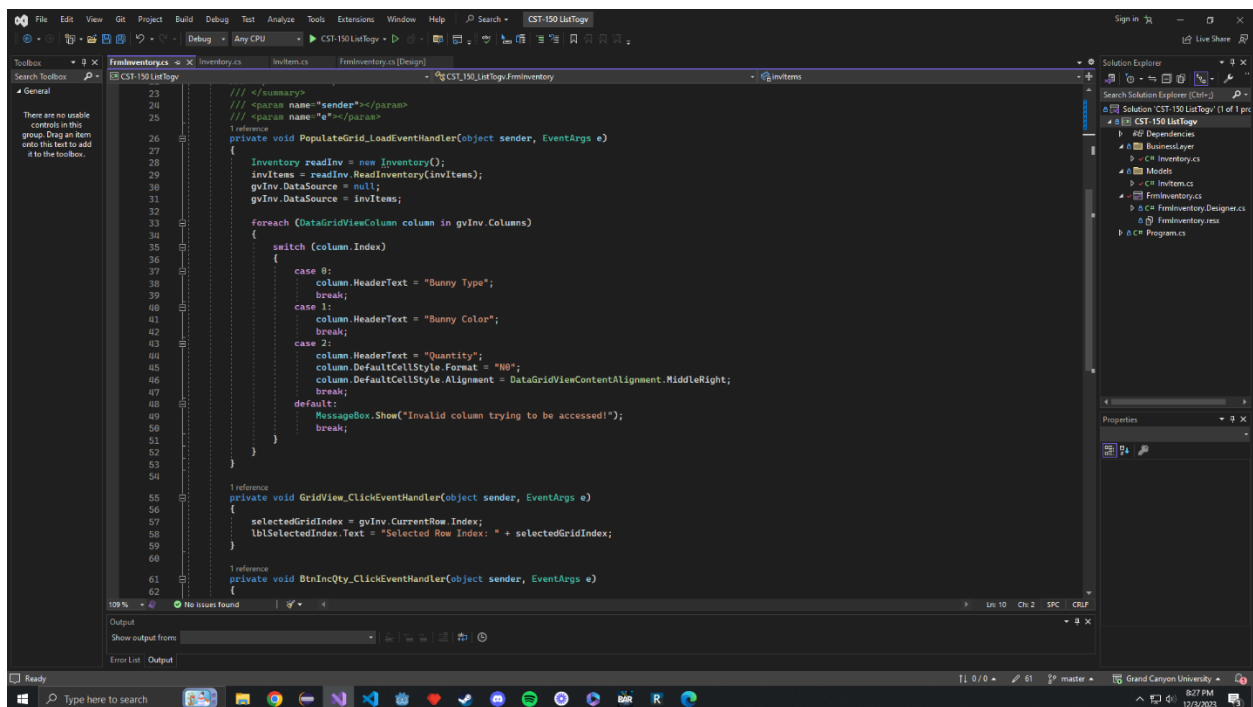 File Edit View Git Project Build Debug Test Analyze Tools Extensions Window Help Search CST-150 ListTogv Sign in
Debug Any CPU CST-150 ListTogv Live Share
Toolbox
Search Toolbox
General
There are no usable
controls in this
group. Drag an item
onto this text to add
it to the toolbox.
FrmInventory.cs Inventory.cs InvItem.cs FrmInventory.cs [Design]
CST-150 ListTogv CST_150_ListTogv.FrmInventory invItems
23 /// </summary>
24 /// <param name="sender"></param>
25 /// <param name="e"></param>
1 reference
26 private void PopulateGrid_LoadEventHandler(object sender, EventArgs e)
27 {
28 Inventory readInv = new Inventory();
29 invItems = readInv.ReadInventory(invItems);
30 gvInv.DataSource = null;
31 gvInv.DataSource = invItems;
32
33 foreach (DataGridViewColumn column in gvInv.Columns)
34 {
35 switch (column.Index)
36 {
37 case 0:
38 column.HeaderText = "Bunny Type";
39 break;
40 case 1:
41 column.HeaderText = "Bunny Color";
42 break;
43 case 2:
44 column.HeaderText = "Quantity";
45 column.DefaultCellStyle.Format = "N0";
46 column.DefaultCellStyle.Alignment = DataGridViewContentAlignment.MiddleRight;
47 break;
48 default:
49 MessageBox.Show("Invalid column trying to be accessed!");
50 break;
51 }
52 }
53 }
54
1 reference
55 private void GridView_ClickEventHandler(object sender, EventArgs e)
56 {
57 selectedGridIndex = gvInv.CurrentRow.Index;
58 lblSelectedIndex.Text = "Selected Row Index: " + selectedGridIndex;
59 }
60
1 reference
61 private void BtnIncQty_ClickEventHandler(object sender, EventArgs e)
62 {
109 % No issues found Ln: 10 Ch: 2 SPC CRLF
Output
Show output from:
Error List Output
Solution Explorer
Search Solution Explorer (Ctrl+;)
Solution 'CST-150 ListTogv' (1 of 1 pro
CST-150 ListTogv
Dependencies
BusinessLayer
C# Inventory.cs
Models
C# InvItem.cs
FrmInventory.cs
C# FrmInventory.Designer.cs
FrmInventory.resx
C# Program.cs
Properties
Ready 0 / 0 61 master Grand Canyon University
Type here to search BAR R 8:27 PM
12/3/2023